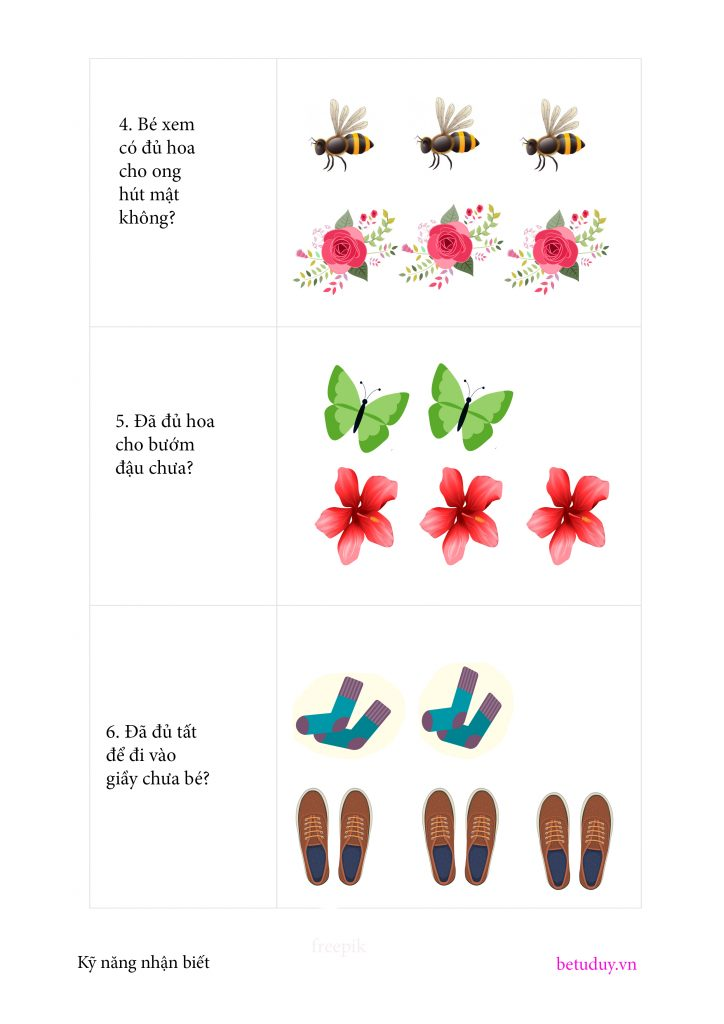 4. Bé xem
có đủ hoa
cho ong
hút mật
không?
5. Đã đủ hoa
cho bướm
đậu chưa?
6. Đã đủ tất
để đi vào
giầy chưa bé?
freepik
Kỹ năng nhận biết
betuduy.vn